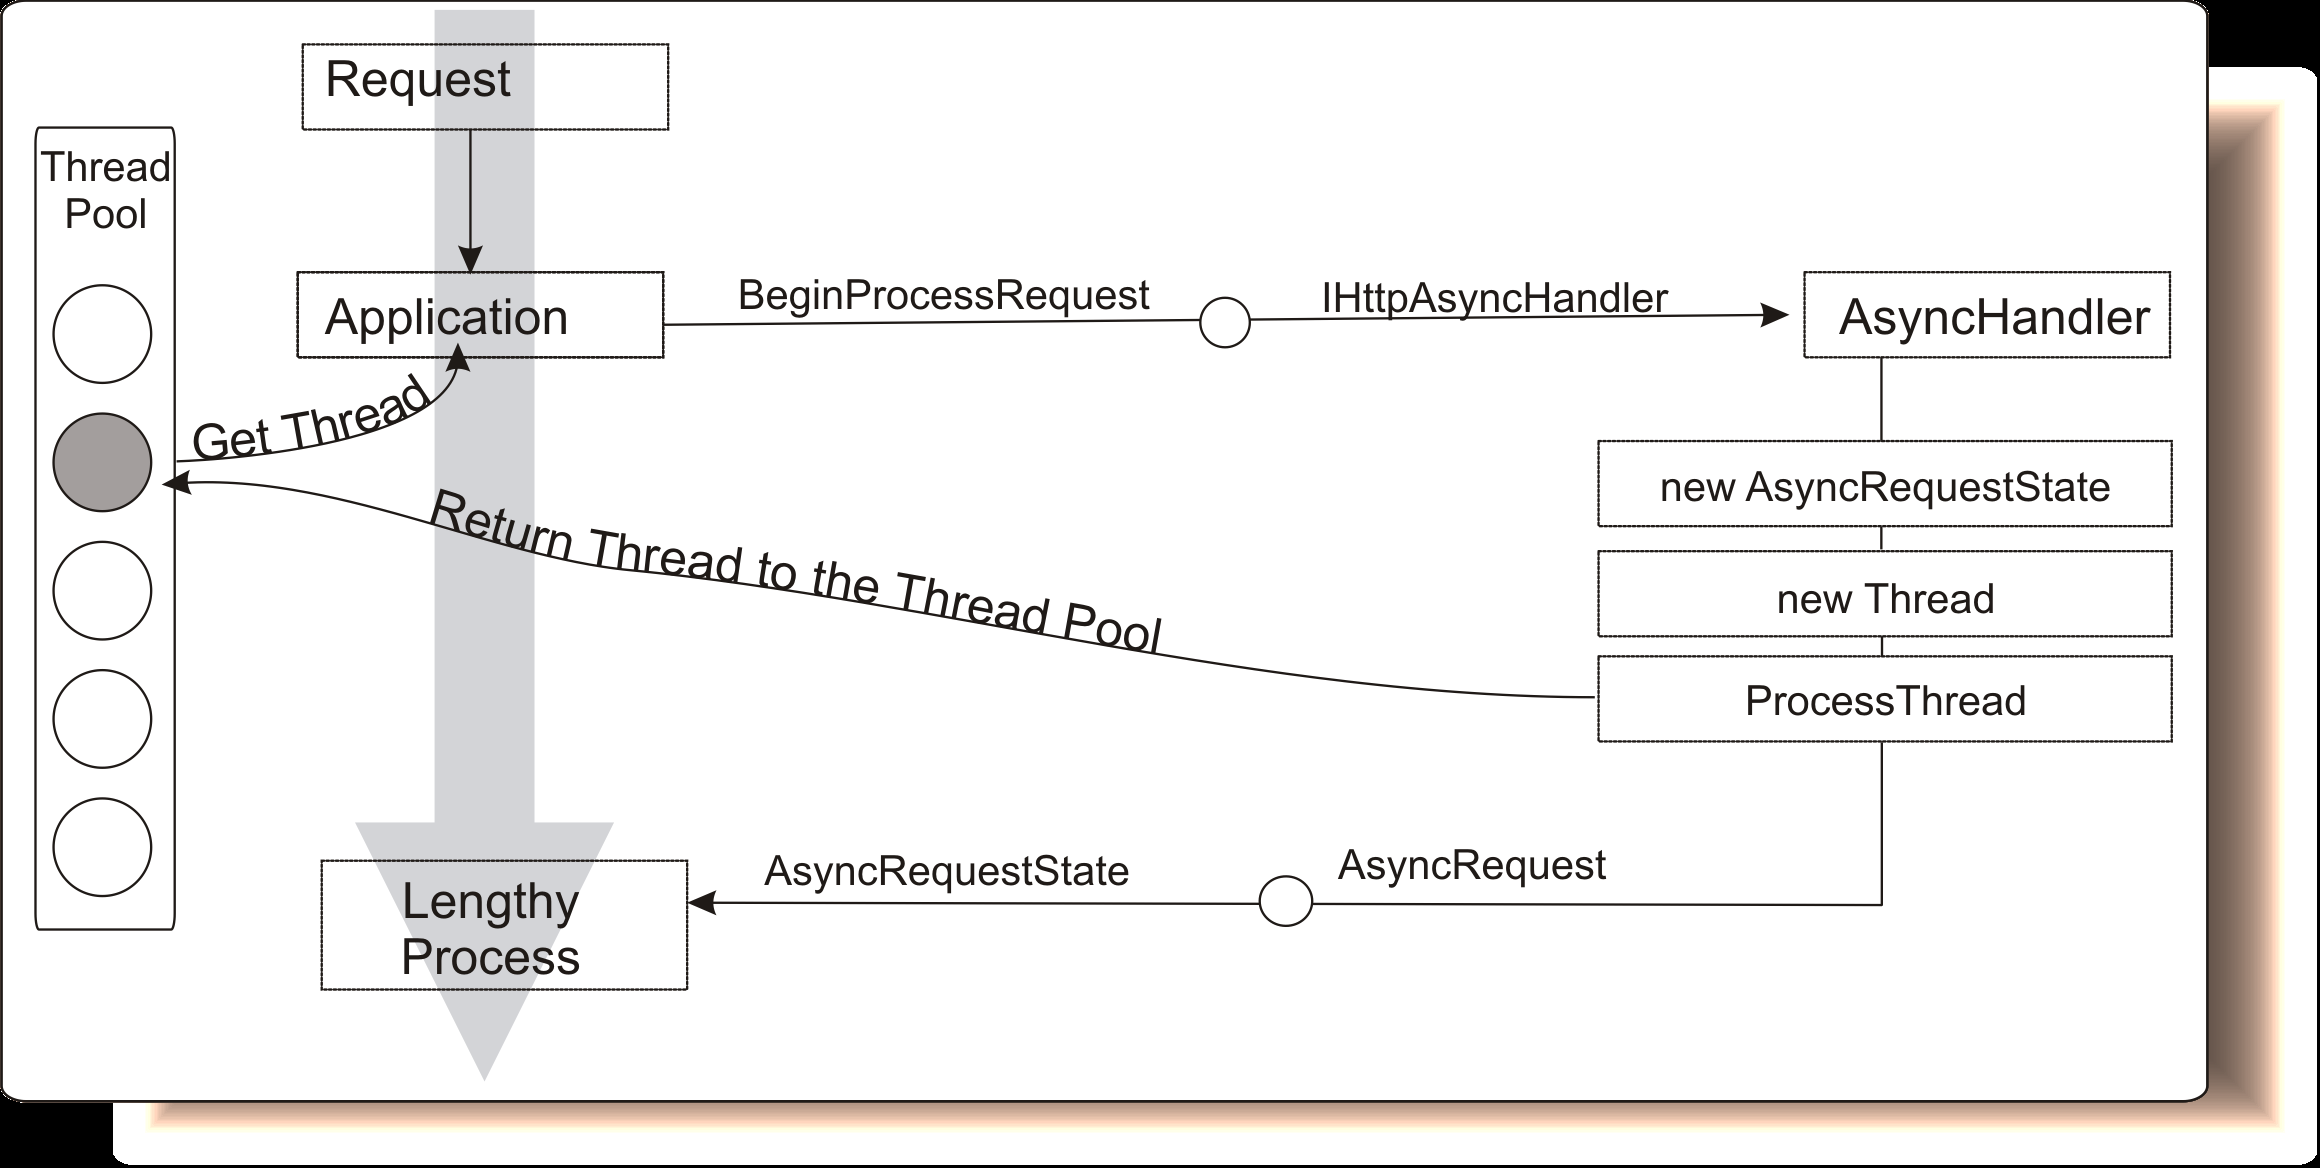 Request
Thread
Pool
BeginProcessRequest
IHttpAsyncHandler
Application
AsyncHandler
Get Thread
new AsyncRequestState
Return Thread to the Thread Pool
new Thread
ProcessThread
AsyncRequestState
AsyncRequest
Lengthy
Process